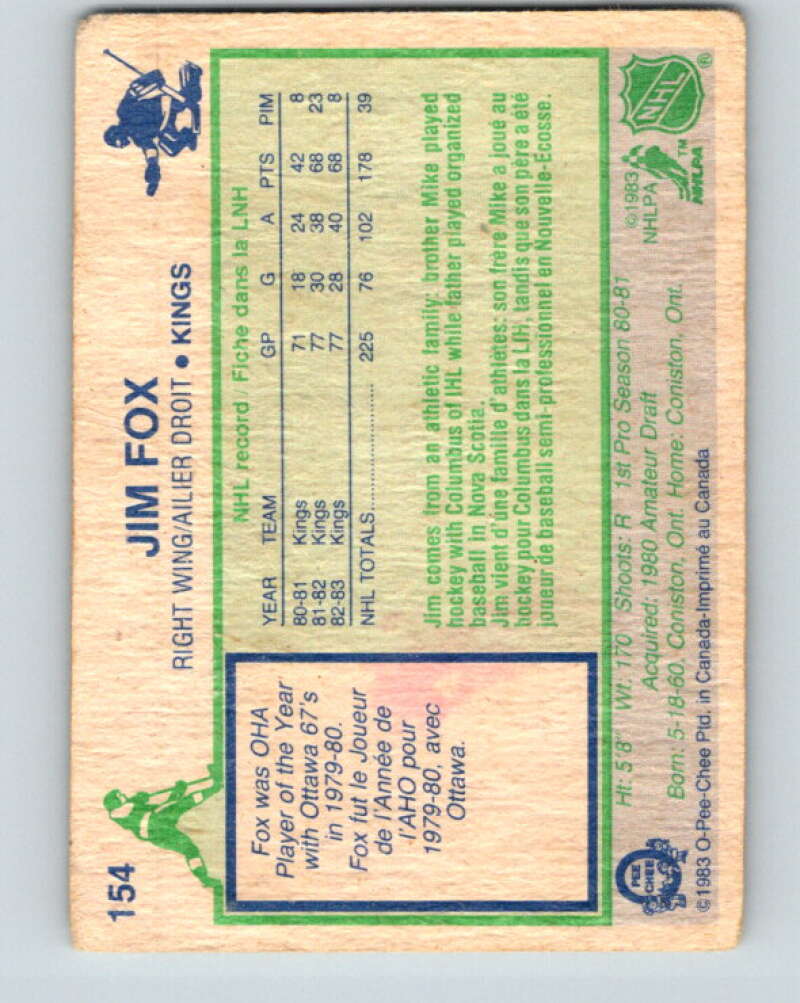 154
JIM FOX
RIGHT WING/AILIER DROIT • KINGS
Fox was OHA
Player of the Year
with Ottawa 67's
in 1979-80.
Fox fut le Joueur
de l'Année de
l'AHO pour
1979-80, avec
Ottawa.
NHL record / Fiche dans la LNH
YEAR TEAM GP G A PTS PIM
80-81 Kings 71 18 24 42 8
81-82 Kings 77 30 38 68 23
82-83 Kings 77 28 40 68 8
NHL TOTALS 225 76 102 178 39
Jim comes from an athletic family: brother Mike played
hockey with Columbus of IHL while father played organized
baseball in Nova Scotia.
Jim vient d'une famille d'athlètes: son frère Mike a joué au
hockey pour Columbus dans la LIH, tandis que son père a été
joueur de baseball semi-professionnel en Nouvelle-Écosse.
Ht: 5'8" Wt: 170 Shoots: R 1st Pro Season 80-81
Acquired: 1980 Amateur Draft
Born: 5-18-60, Coniston, Ont. Home: Coniston, Ont.
©1983
NHLPA
NHLPA™
NHL®
O PEE CHEE
©1983 O-Pee-Chee Ptd. in Canada-Imprimé au Canada